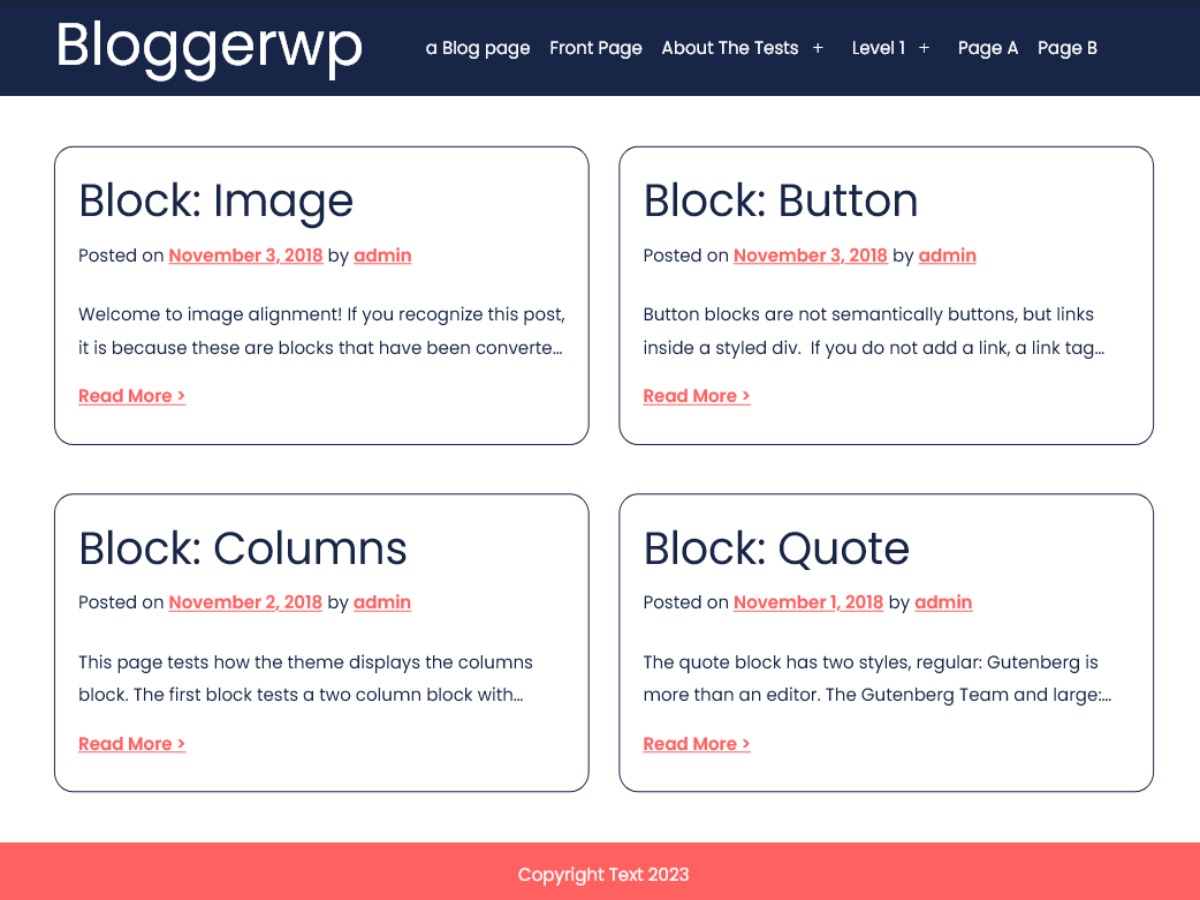 Bloggerwp
a Blog page Front Page About The Tests + Level 1 + Page A Page B
Block: Image
Posted on November 3, 2018 by admin
Welcome to image alignment! If you recognize this post,
it is because these are blocks that have been converte…
Read More >
Block: Button
Posted on November 3, 2018 by admin
Button blocks are not semantically buttons, but links
inside a styled div.  If you do not add a link, a link tag…
Read More >
Block: Columns
Posted on November 2, 2018 by admin
This page tests how the theme displays the columns
block. The first block tests a two column block with…
Read More >
Block: Quote
Posted on November 1, 2018 by admin
The quote block has two styles, regular: Gutenberg is
more than an editor. The Gutenberg Team and large:…
Read More >
Copyright Text 2023